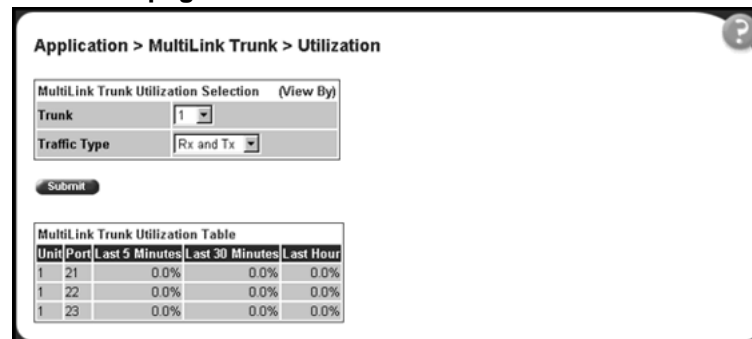 Application > MultiLink Trunk > Utilization
?
MultiLink Trunk Utilization Selection (View By)
Trunk 1
Traffic Type Rx and Tx
Submit
MultiLink Trunk Utilization Table
Unit Port Last 5 Minutes Last 30 Minutes Last Hour
1 21 0.0% 0.0% 0.0%
1 22 0.0% 0.0% 0.0%
1 23 0.0% 0.0% 0.0%